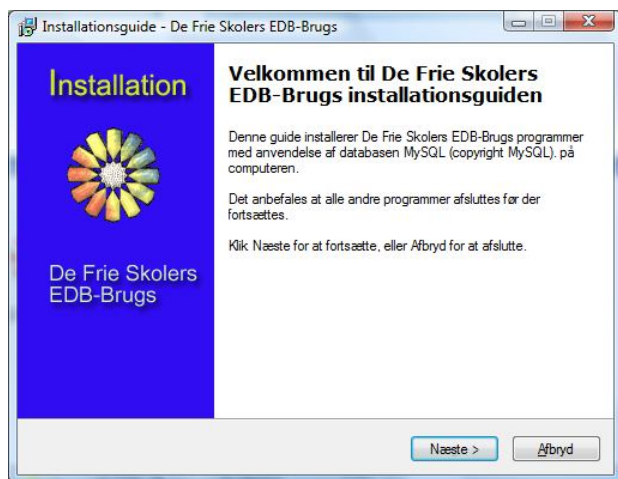 Installationsguide - De Frie Skolers EDB-Brugs
Installation
De Frie Skolers
EDB-Brugs
Velkommen til De Frie Skolers
EDB-Brugs installationsguiden
Denne guide installerer De Frie Skolers EDB-Brugs programmer
med anvendelse af databasen MySQL (copyright MySQL). på
computeren.
Det anbefales at alle andre programmer afsluttes før der
fortsættes.
Klik Næste for at fortsætte, eller Afbryd for at afslutte.
Næste >
Afbryd